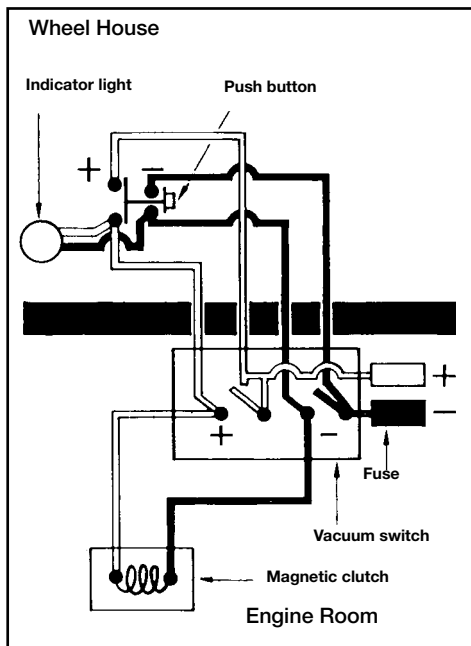 Wheel House
Indicator light
Push button
+ −
+
+ − −
Fuse
Vacuum switch
Magnetic clutch
Engine Room